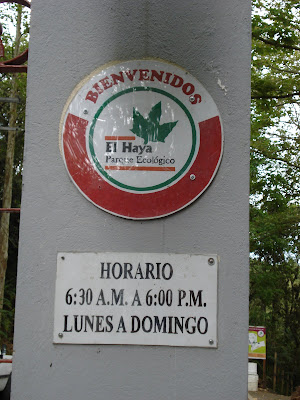 BIENVENIDOS
El Haya
Parque Ecológico
HORARIO
6:30 A.M. A 6:00 P.M.
LUNES A DOMINGO